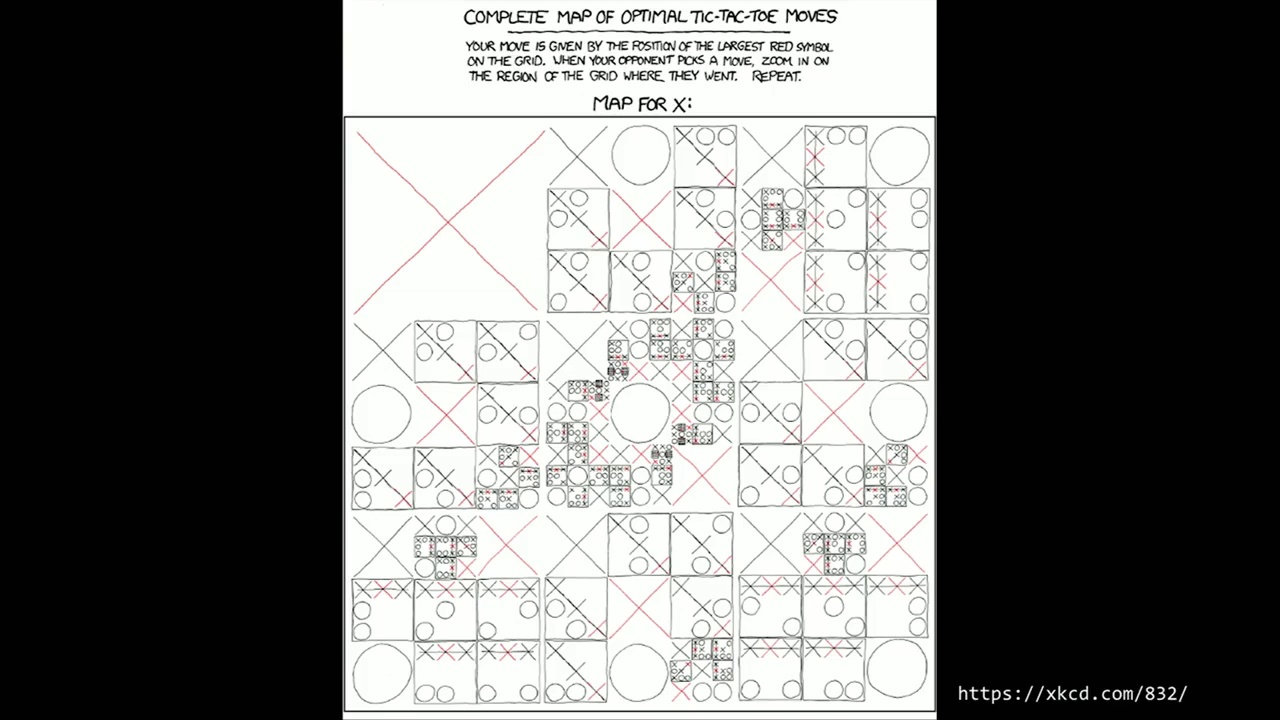 COMPLETE MAP OF OPTIMAL TIC-TAC-TOE MOVES
YOUR MOVE IS GIVEN BY THE POSITION OF THE LARGEST RED SYMBOL
ON THE GRID. WHEN YOUR OPPONENT PICKS A MOVE, ZOOM IN ON
THE REGION OF THE GRID WHERE THEY WENT. REPEAT.
MAP FOR X:
https://xkcd.com/832/